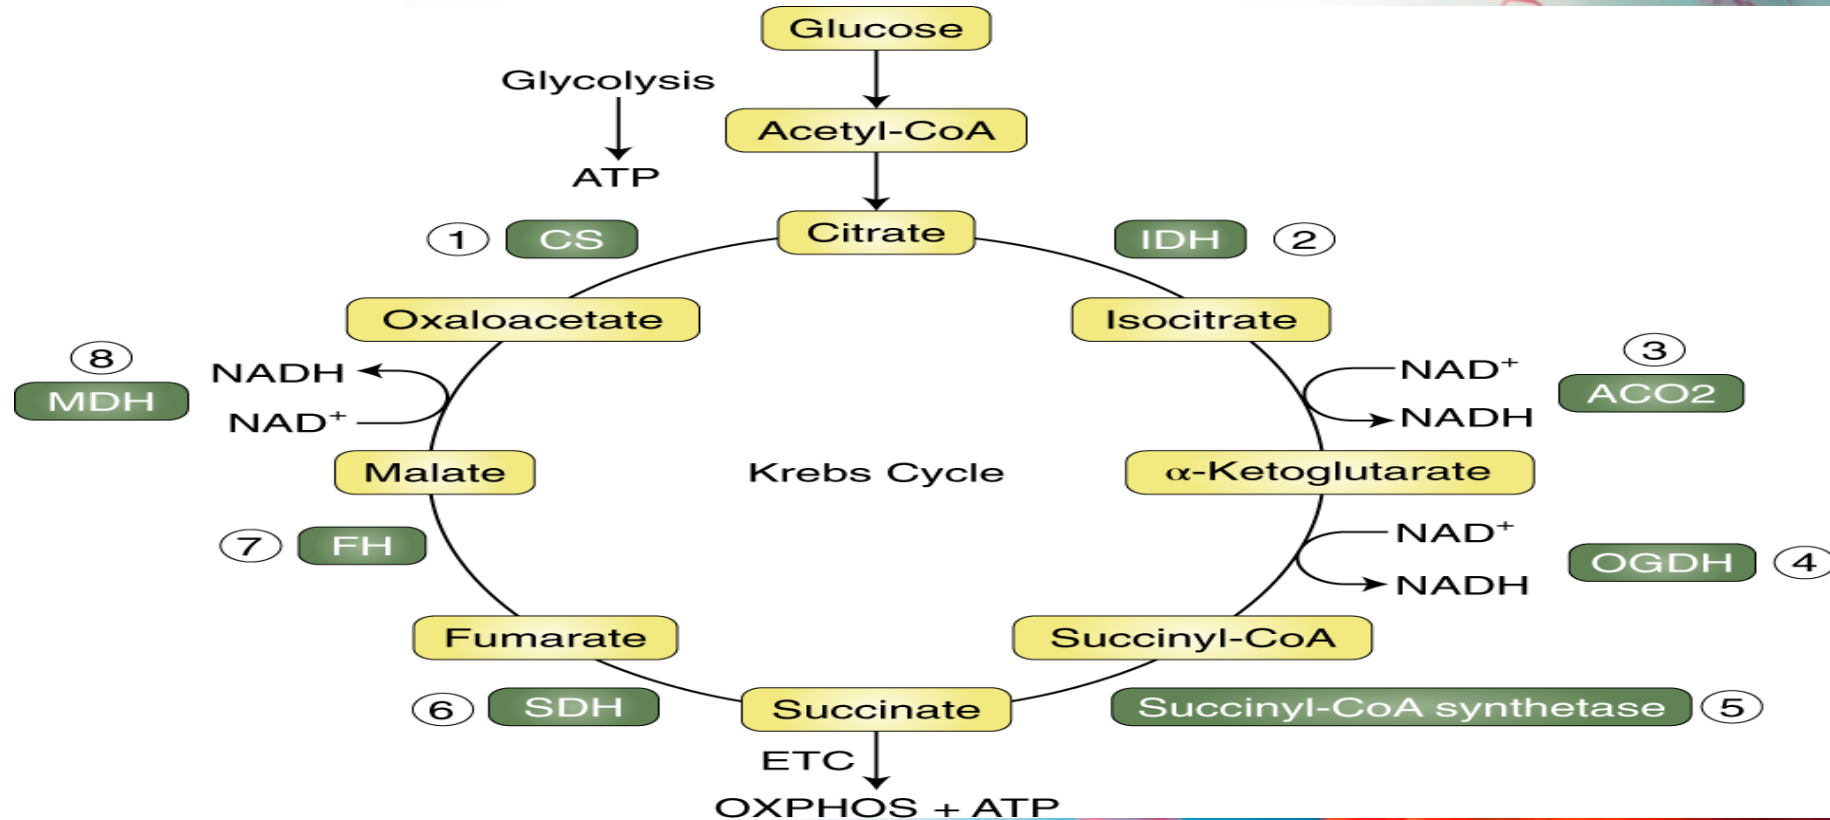 Glucose
Glycolysis
Acetyl-CoA
ATP
1 CS
Citrate
IDH 2
Oxaloacetate
Isocitrate
8
MDH
NADH
NAD⁺
NAD⁺
NADH
3
ACO2
Malate
Krebs Cycle
α-Ketoglutarate
7 FH
NAD⁺
NADH
OGDH 4
Fumarate
Succinyl-CoA
6 SDH
Succinate
Succinyl-CoA synthetase 5
ETC
OXPHOS + ATP